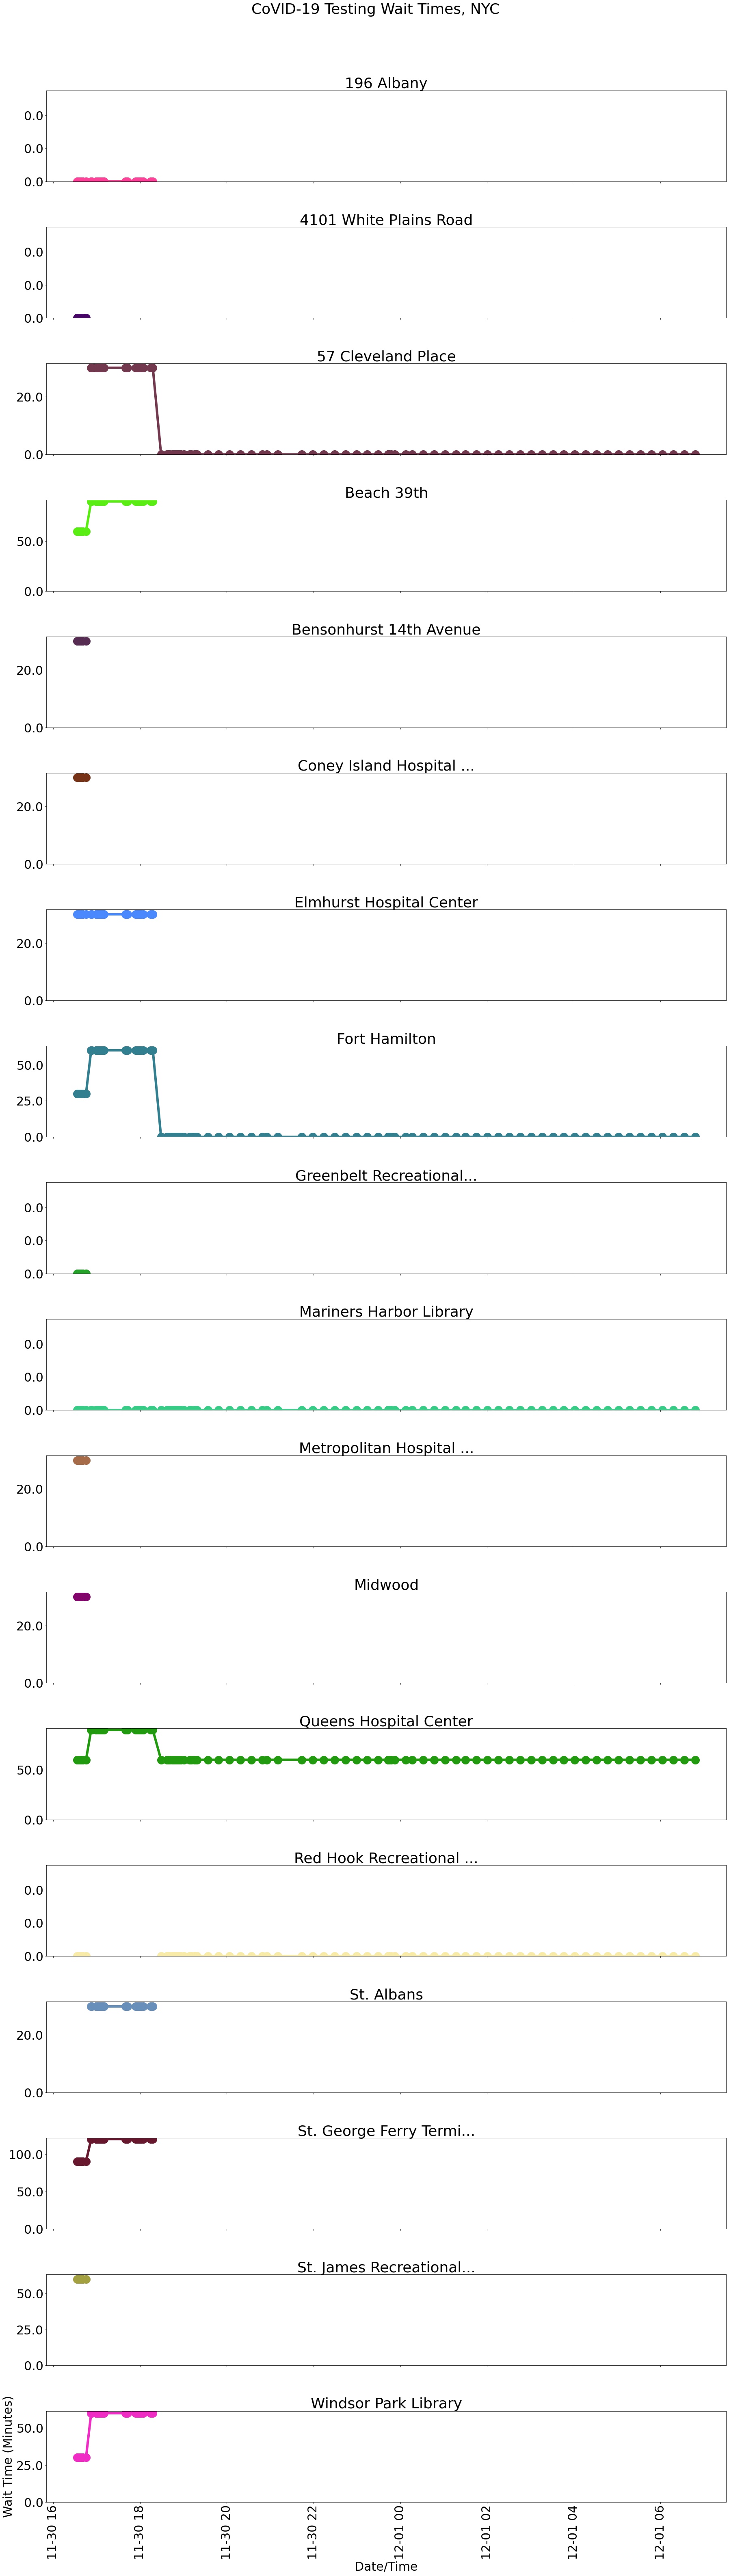 CoVID-19 Testing Wait Times, NYC
196 Albany
0.0
0.0
0.0
4101 White Plains Road
0.0
0.0
0.0
57 Cleveland Place
20.0
0.0
Beach 39th
50.0
0.0
Bensonhurst 14th Avenue
20.0
0.0
Coney Island Hospital ...
20.0
0.0
Elmhurst Hospital Center
20.0
0.0
Fort Hamilton
50.0
25.0
0.0
Greenbelt Recreational...
0.0
0.0
0.0
Mariners Harbor Library
0.0
0.0
0.0
Metropolitan Hospital ...
20.0
0.0
Midwood
20.0
0.0
Queens Hospital Center
50.0
0.0
Red Hook Recreational ...
0.0
0.0
0.0
St. Albans
20.0
0.0
St. George Ferry Termi...
100.0
50.0
0.0
St. James Recreational...
50.0
25.0
0.0
Windsor Park Library
50.0
25.0
0.0
Wait Time (Minutes)
11-30 16
11-30 18
11-30 20
11-30 22
12-01 00
12-01 02
12-01 04
12-01 06
Date/Time